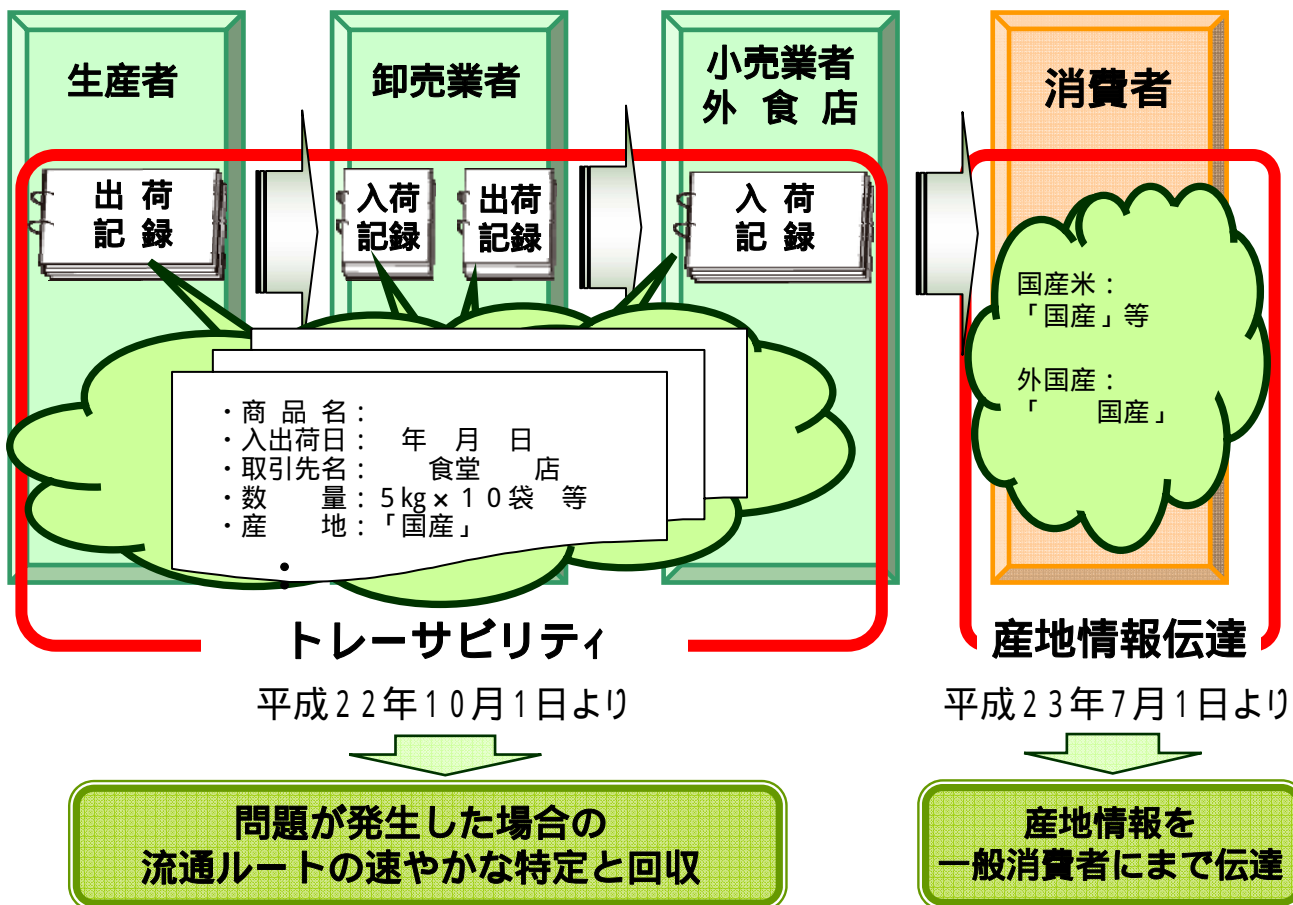 生産者
卸売業者
小売業者
外 食 店
消費者
出 荷
記 録
入荷
記録
出荷
記録
入 荷
記 録
・商 品 名：
・入出荷日：　年　月　日
・取引先名：　　食堂　　店
・数　　量：５kg×１０袋　等
・産　　地：「国産」
国産米：
「国産」等
外国産：
「　　国産」
トレーサビリティ
産地情報伝達
平成２２年１０月１日より
平成２３年７月１日より
問題が発生した場合の
流通ルートの速やかな特定と回収
産地情報を
一般消費者にまで伝達